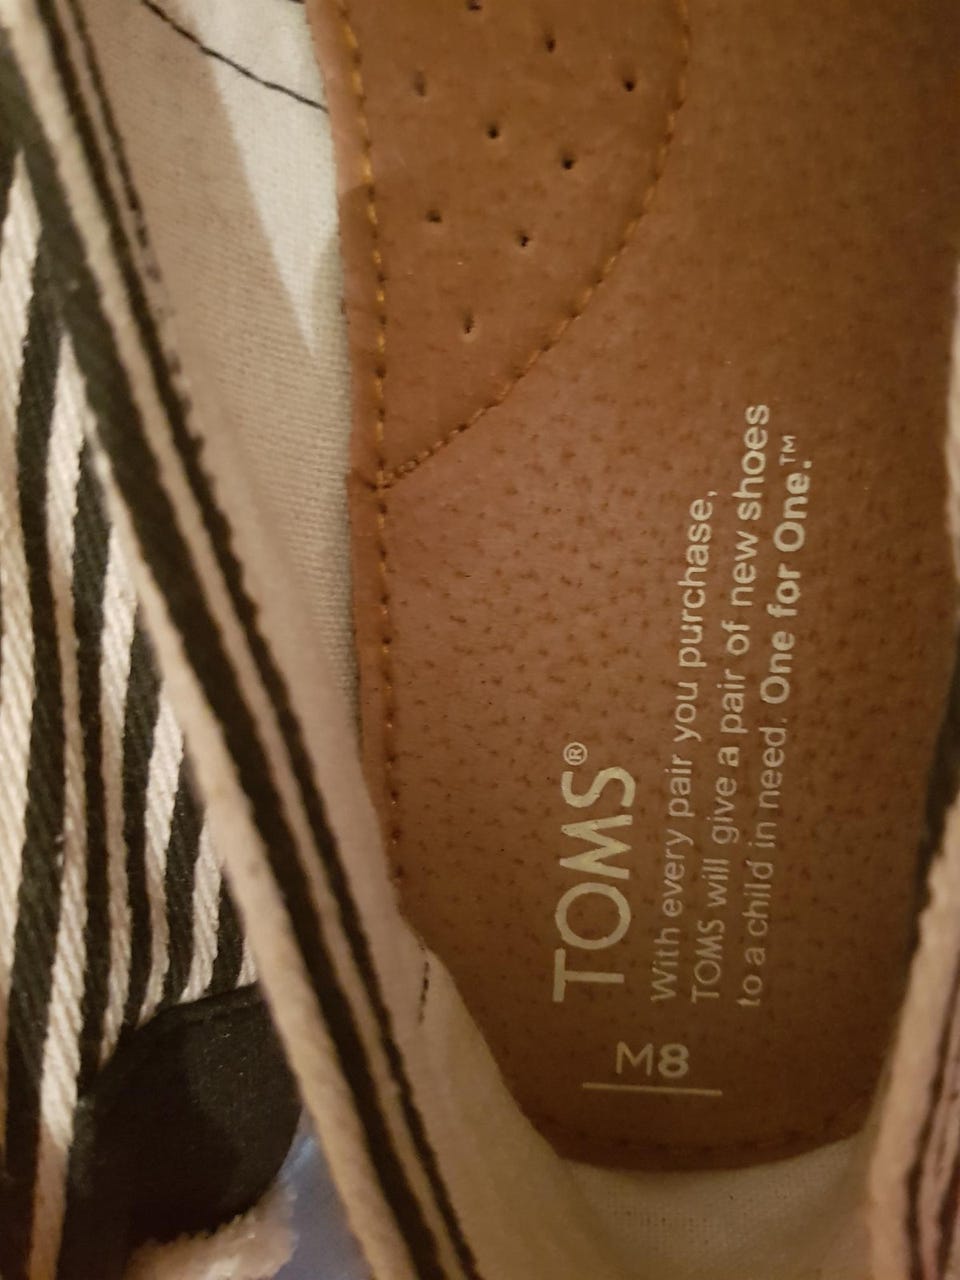 TOMS®
With every pair you purchase,
TOMS will give a pair of new shoes
to a child in need. One for One.™
M8